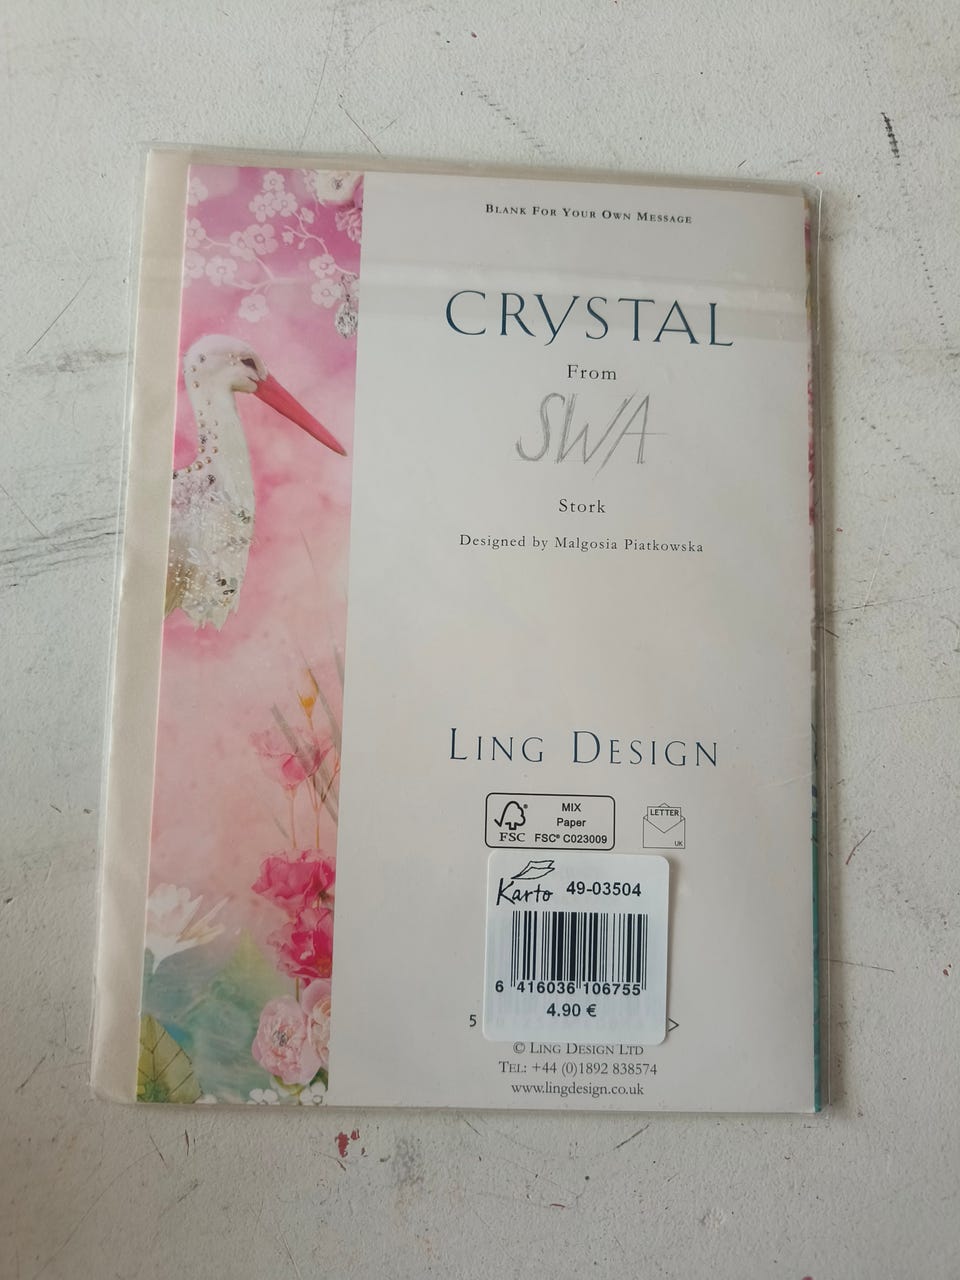 BLANK FOR YOUR OWN MESSAGE
CRYSTAL
From
SWA
Stork
Designed by Malgosia Piatkowska
LING DESIGN
FSC
MIX
Paper
FSC® C023009
LETTER
UK
Karto 49-03504
6 416036 106755
4.90 €
5 >
© LING DESIGN LTD
TEL: +44 (0)1892 838574
www.lingdesign.co.uk